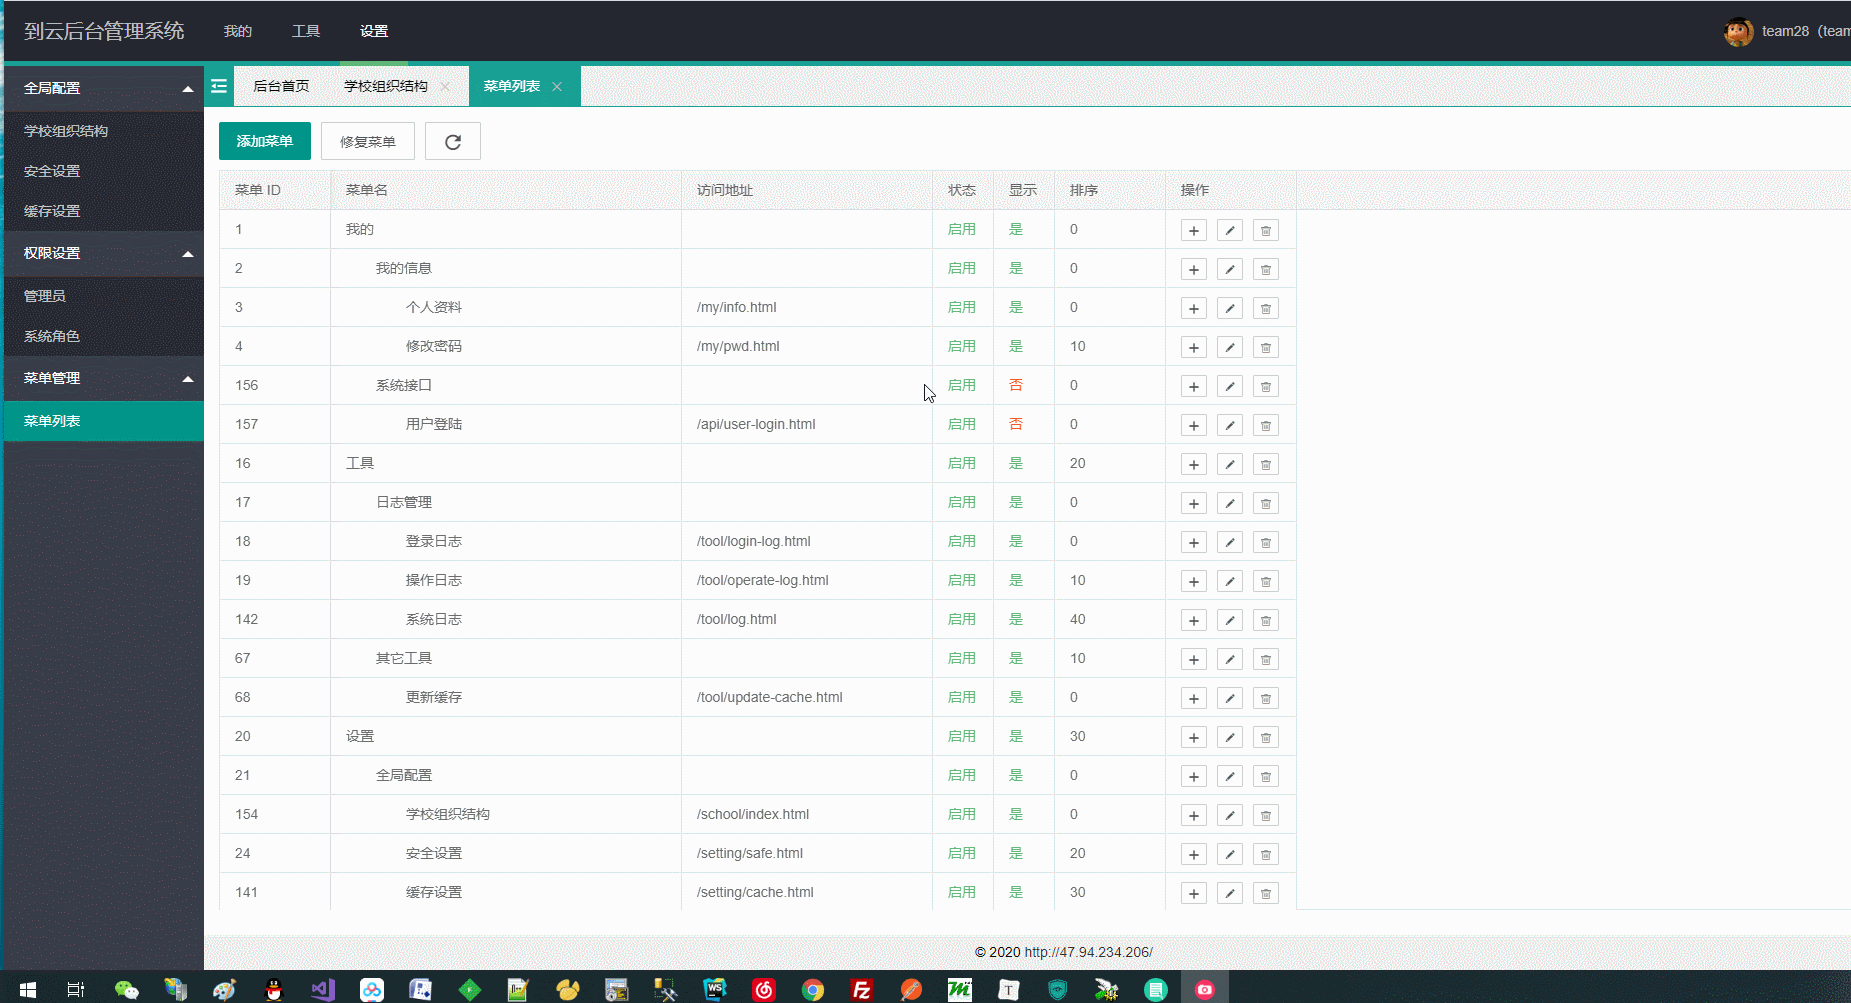 到云后台管理系统 我的 工具 设置 team28 (team
全局配置
学校组织结构
安全设置
缓存设置
权限设置
管理员
系统角色
菜单管理
菜单列表
后台首页 学校组织结构 菜单列表
添加菜单 修复菜单
菜单 ID 菜单名 访问地址 状态 显示 排序 操作
1 我的 启用 是 0
2 我的信息 启用 是 0
3 个人资料 /my/info.html 启用 是 0
4 修改密码 /my/pwd.html 启用 是 10
156 系统接口 启用 否 0
157 用户登陆 /api/user-login.html 启用 否 0
16 工具 启用 是 20
17 日志管理 启用 是 0
18 登录日志 /tool/login-log.html 启用 是 0
19 操作日志 /tool/operate-log.html 启用 是 10
142 系统日志 /tool/log.html 启用 是 40
67 其它工具 启用 是 10
68 更新缓存 /tool/update-cache.html 启用 是 0
20 设置 启用 是 30
21 全局配置 启用 是 0
154 学校组织结构 /school/index.html 启用 是 0
24 安全设置 /setting/safe.html 启用 是 20
141 缓存设置 /setting/cache.html 启用 是 30
© 2020 http://47.94.234.206/